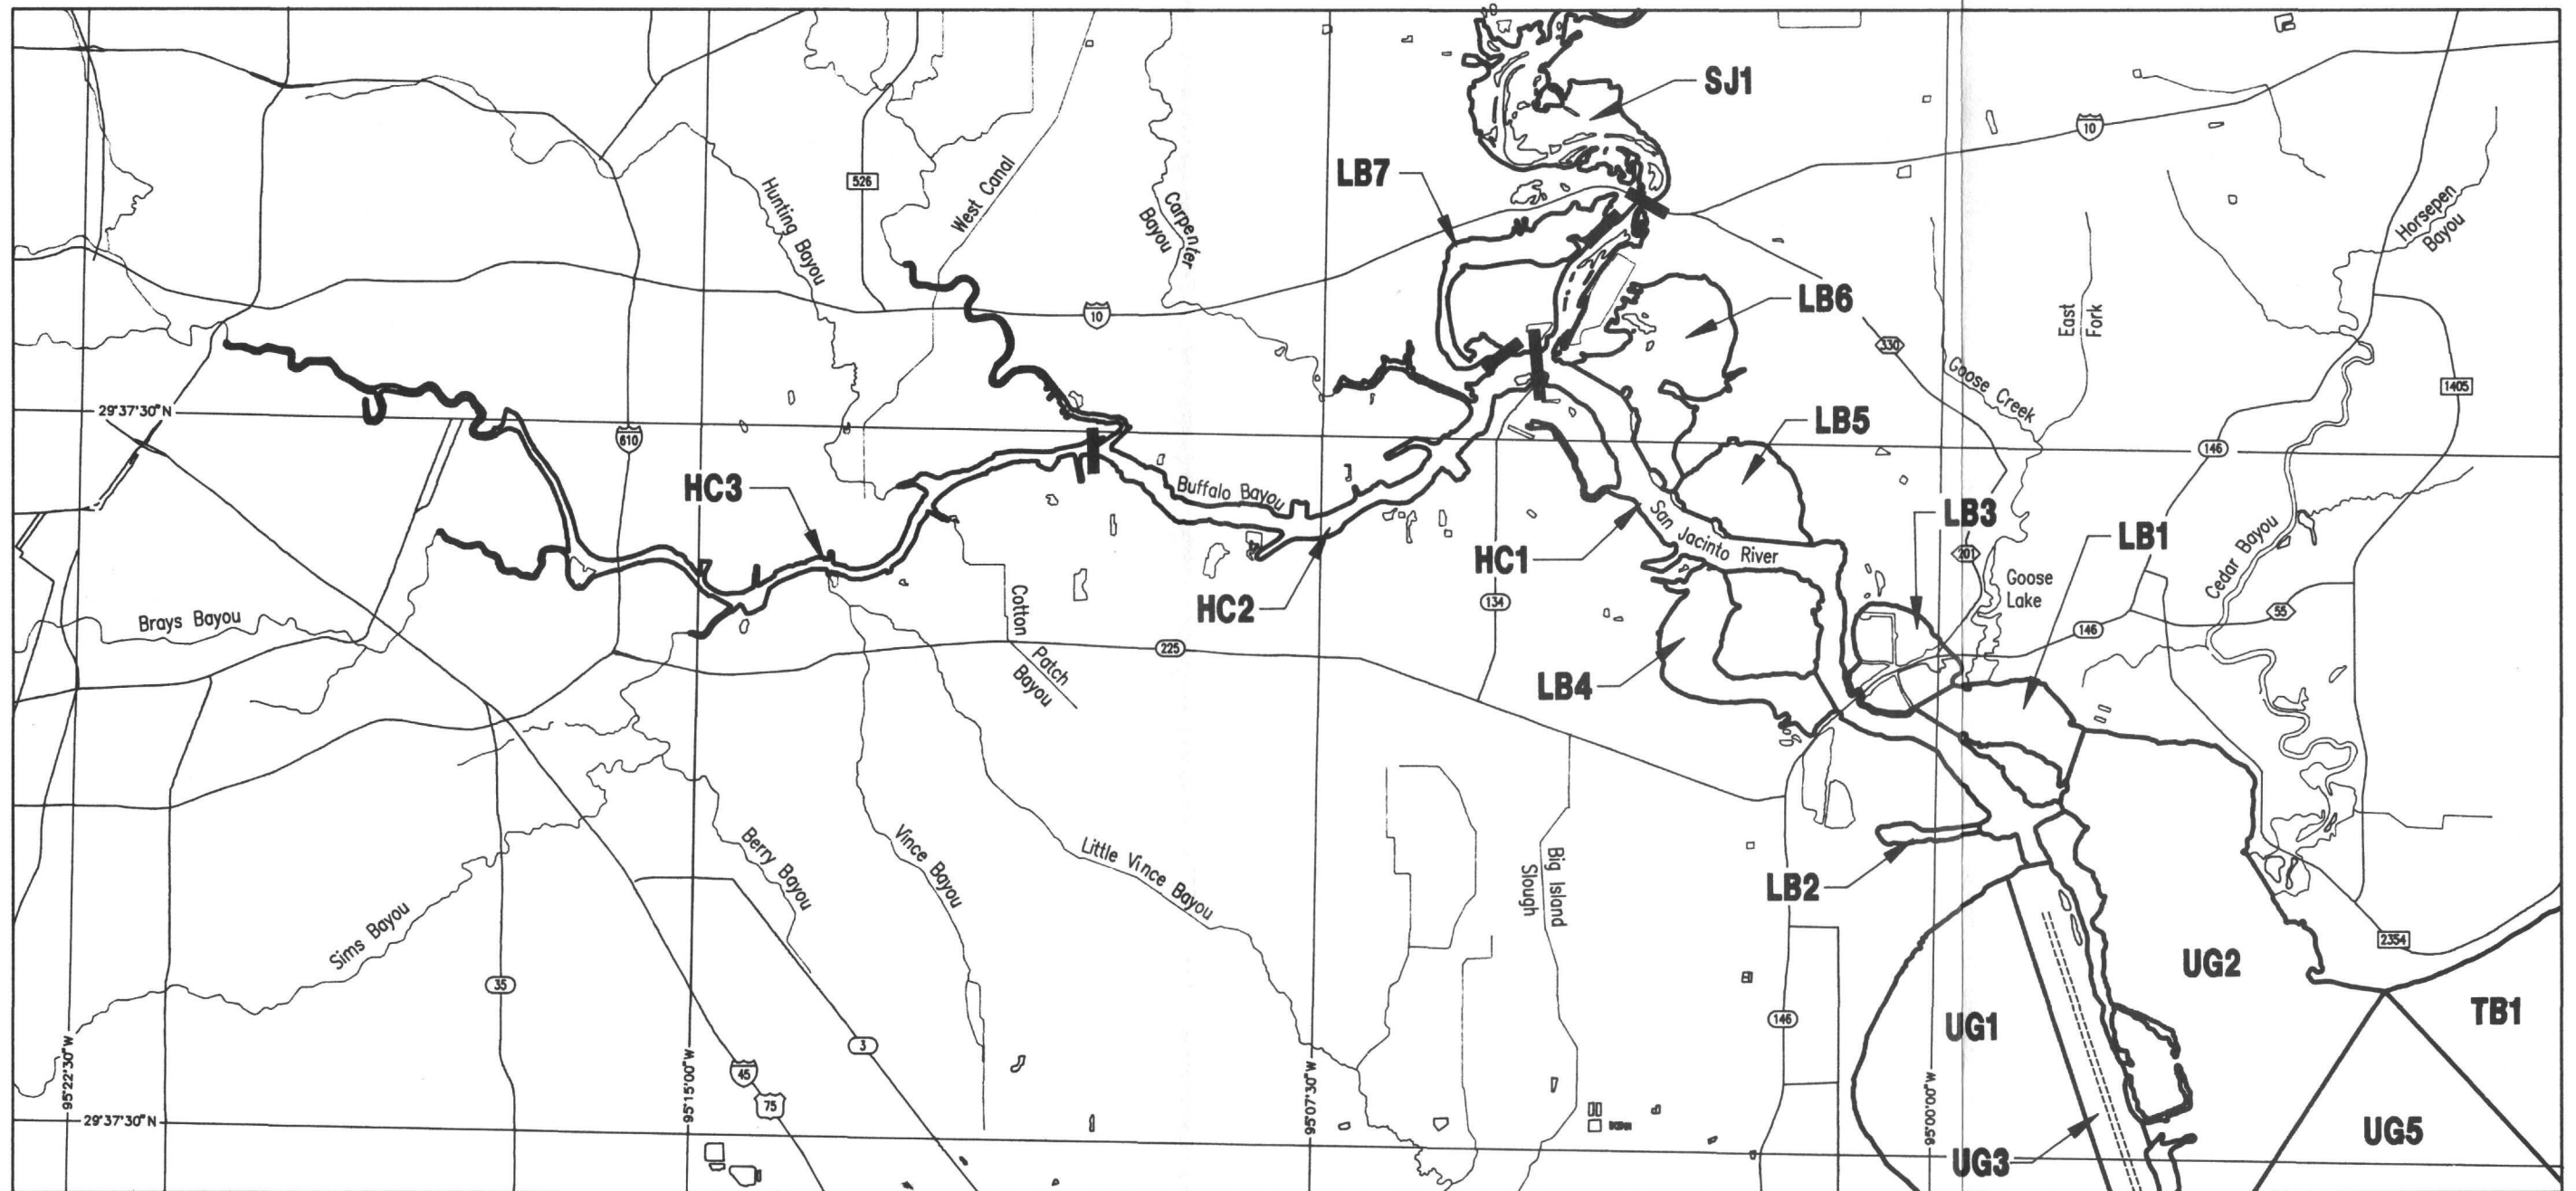 SJ1
10
LB7
526
West Canal
Hunting Bayou
Carpenter
Bayou
Horsepen
Bayou
LB6
10
East
Fork
330
Goose Creek
1405
29°37'30"N
610
LB5
146
HC3
Buffalo Bayou
San Jacinto River
LB3
LB1
201
HC1
Goose
Lake
Cedar Bayou
HC2
134
55
Cotton
Patch
Bayou
Brays Bayou
225
146
LB4
Berry Bayou
Vince Bayou
Little Vince Bayou
Big Island
Slough
LB2
Sims Bayou
2354
UG2
35
TB1
146
UG1
3
45
75
95°22'30"W
95°15'00"W
95°07'30"W
95°00'00"W
29°37'30"N
UG5
UG3